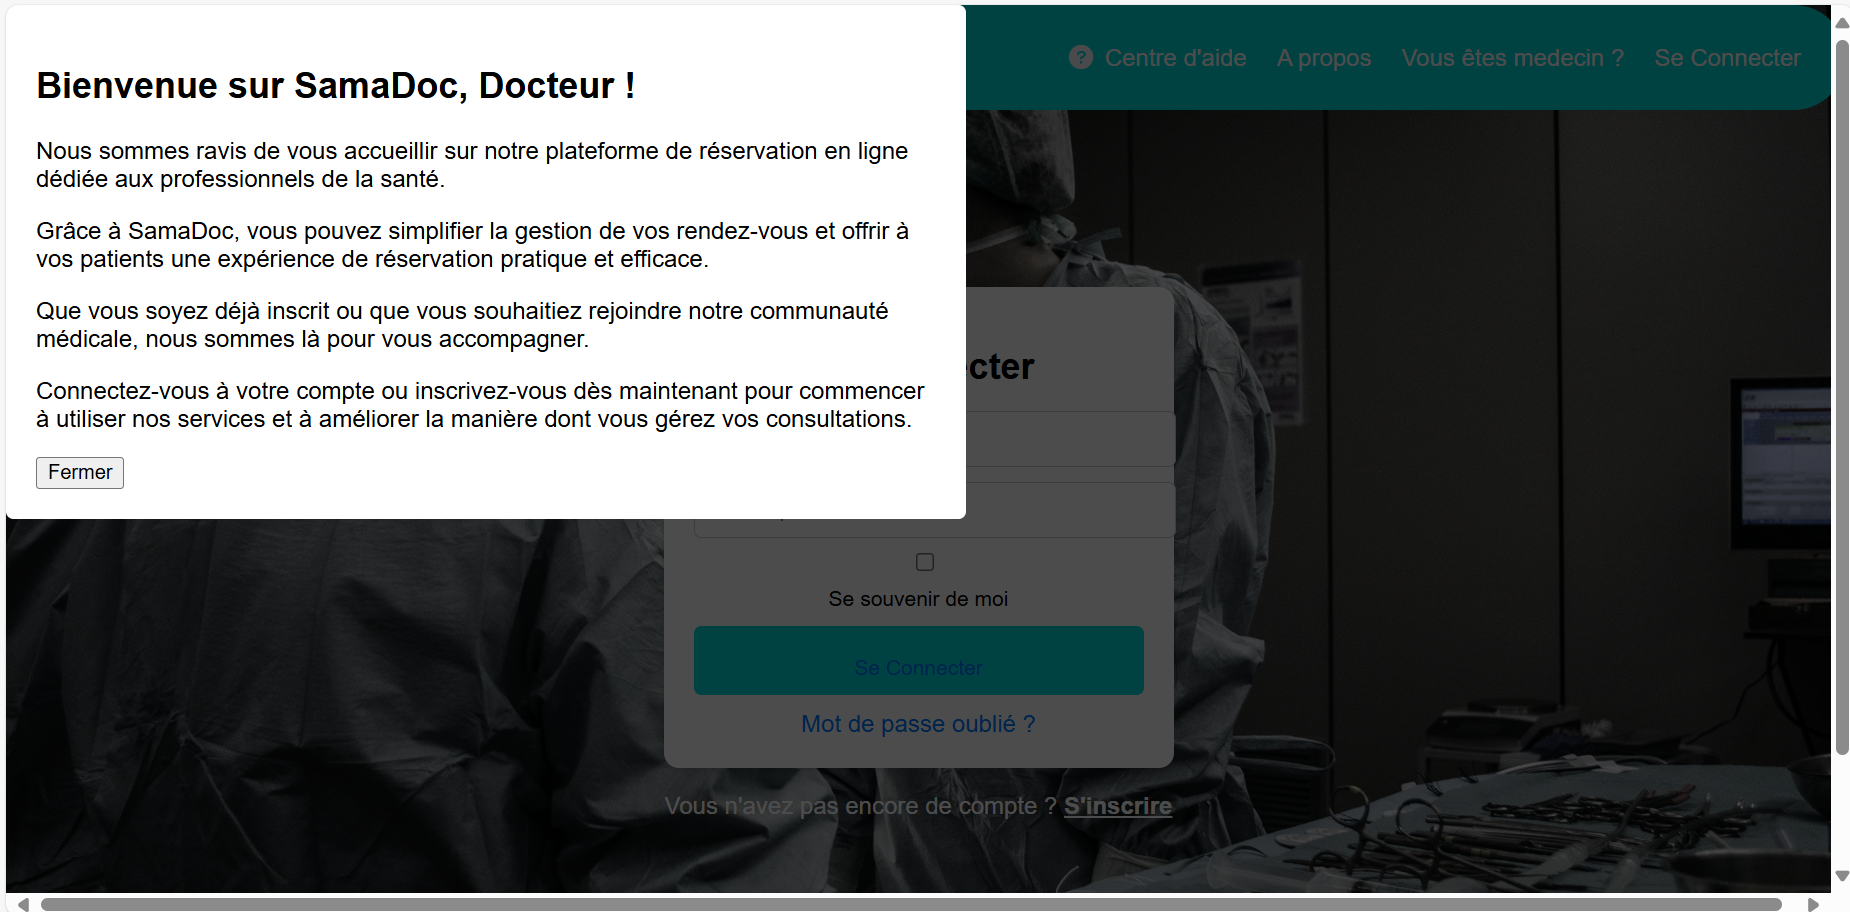 Bienvenue sur SamaDoc, Docteur !
Nous sommes ravis de vous accueillir sur notre plateforme de réservation en ligne
dédiée aux professionnels de la santé.
Grâce à SamaDoc, vous pouvez simplifier la gestion de vos rendez-vous et offrir à
vos patients une expérience de réservation pratique et efficace.
Que vous soyez déjà inscrit ou que vous souhaitiez rejoindre notre communauté
médicale, nous sommes là pour vous accompagner.
Connectez-vous à votre compte ou inscrivez-vous dès maintenant pour commencer
à utiliser nos services et à améliorer la manière dont vous gérez vos consultations.
Fermer
? Centre d'aide A propos Vous êtes medecin ? Se Connecter
cter
Se souvenir de moi
Se Connecter
Mot de passe oublié ?
Vous n'avez pas encore de compte ? S'inscrire